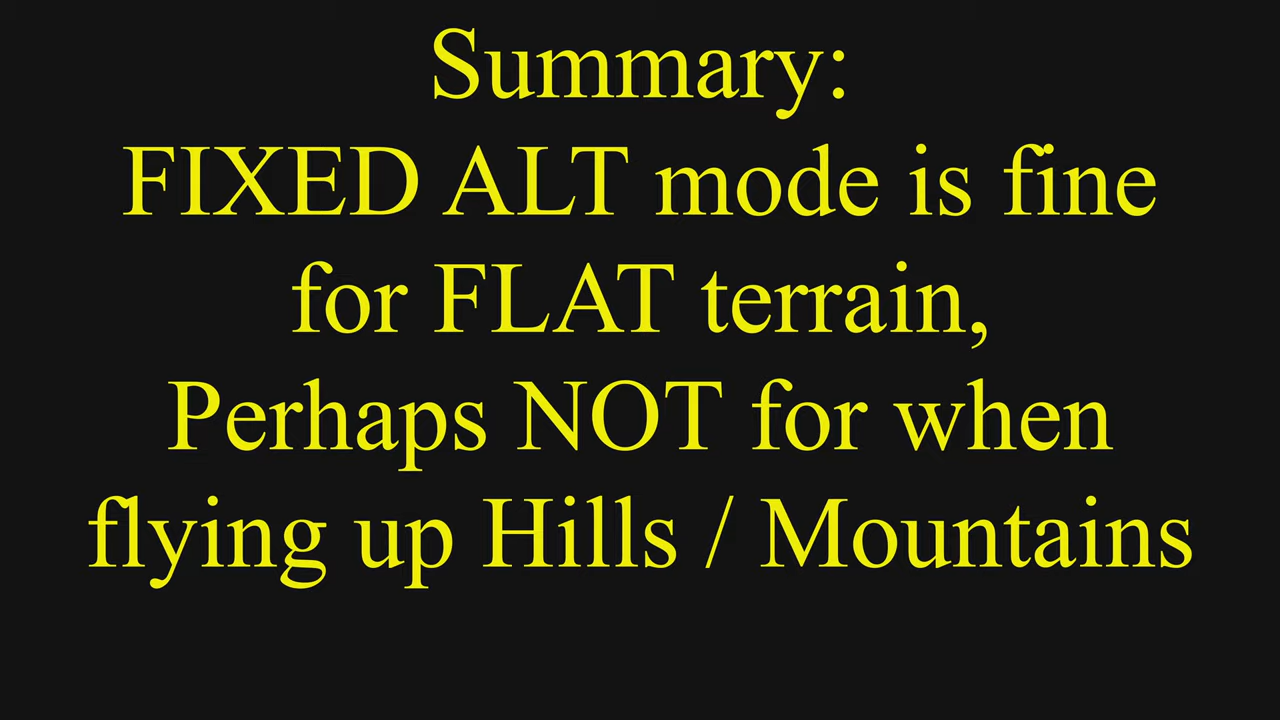 Summary:
FIXED ALT mode is fine
for FLAT terrain,
Perhaps NOT for when
flying up Hills / Mountains